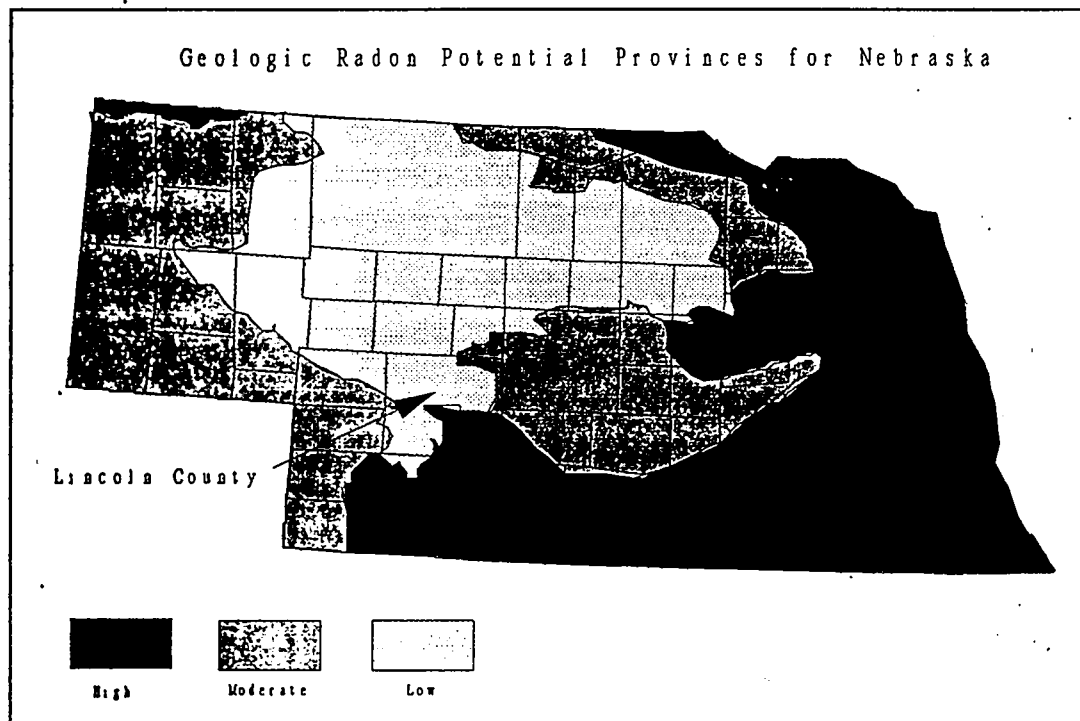 Geologic Radon Potential Provinces for Nebraska
Lincoln County
High
Moderate
Low